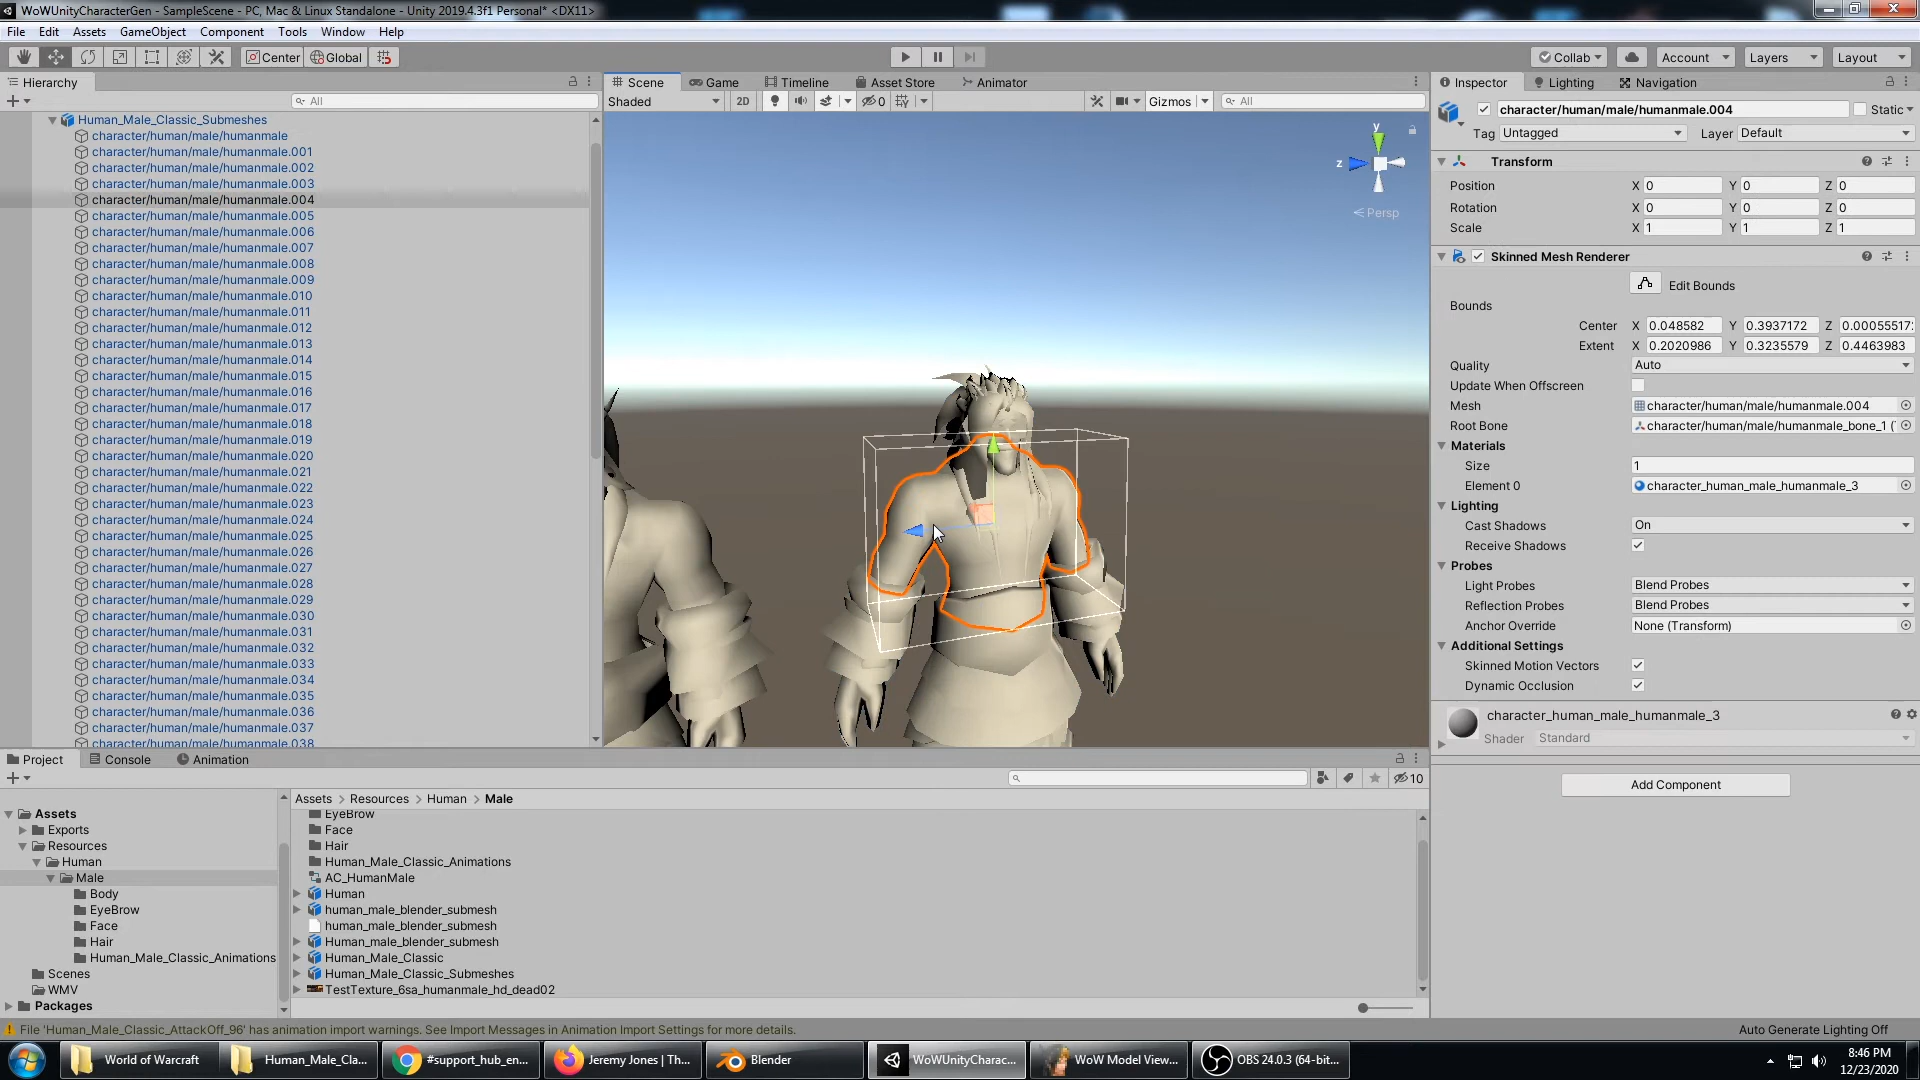 WoWUnityCharacterGen - SampleScene - PC, Mac & Linux Standalone - Unity 2019.4.3f1 Personal* <DX11>
File Edit Assets GameObject Component Tools Window Help
Center Global Collab Account Layers Layout
Hierarchy
All
Human_Male_Classic_Submeshes
character/human/male/humanmale
character/human/male/humanmale.001
character/human/male/humanmale.002
character/human/male/humanmale.003
character/human/male/humanmale.004
character/human/male/humanmale.005
character/human/male/humanmale.006
character/human/male/humanmale.007
character/human/male/humanmale.008
character/human/male/humanmale.009
character/human/male/humanmale.010
character/human/male/humanmale.011
character/human/male/humanmale.012
character/human/male/humanmale.013
character/human/male/humanmale.014
character/human/male/humanmale.015
character/human/male/humanmale.016
character/human/male/humanmale.017
character/human/male/humanmale.018
character/human/male/humanmale.019
character/human/male/humanmale.020
character/human/male/humanmale.021
character/human/male/humanmale.022
character/human/male/humanmale.023
character/human/male/humanmale.024
character/human/male/humanmale.025
character/human/male/humanmale.026
character/human/male/humanmale.027
character/human/male/humanmale.028
character/human/male/humanmale.029
character/human/male/humanmale.030
character/human/male/humanmale.031
character/human/male/humanmale.032
character/human/male/humanmale.033
character/human/male/humanmale.034
character/human/male/humanmale.035
character/human/male/humanmale.036
character/human/male/humanmale.037
character/human/male/humanmale.038
Scene Game Timeline Asset Store Animator
Shaded 2D 0 Gizmos All
y
z
Persp
Inspector Lighting Navigation
character/human/male/humanmale.004 Static
Tag Untagged Layer Default
Transform
Position X 0 Y 0 Z 0
Rotation X 0 Y 0 Z 0
Scale X 1 Y 1 Z 1
Skinned Mesh Renderer
Edit Bounds
Bounds
Center X 0.048582 Y 0.3937172 Z 0.000555172
Extent X 0.2020986 Y 0.3235579 Z 0.4463983
Quality Auto
Update When Offscreen
Mesh character/human/male/humanmale.004
Root Bone character/human/male/humanmale_bone_1 (
Materials
Size 1
Element 0 character_human_male_humanmale_3
Lighting
Cast Shadows On
Receive Shadows
Probes
Light Probes Blend Probes
Reflection Probes Blend Probes
Anchor Override None (Transform)
Additional Settings
Skinned Motion Vectors
Dynamic Occlusion
character_human_male_humanmale_3
Shader Standard
Add Component
Project Console Animation
10
Assets
Exports
Resources
Human
Male
Body
EyeBrow
Face
Hair
Human_Male_Classic_Animations
Scenes
WMV
Packages
Assets > Resources > Human > Male
EyeBrow
Face
Hair
Human_Male_Classic_Animations
AC_HumanMale
Human
human_male_blender_submesh
human_male_blender_submesh
Human_male_blender_submesh
Human_Male_Classic
Human_Male_Classic_Submeshes
TestTexture_6sa_humanmale_hd_dead02
File 'Human_Male_Classic_AttackOff_96' has animation import warnings. See Import Messages in Animation Import Settings for more details.
Auto Generate Lighting Off
World of Warcraft Human_Male_Cla... #support_hub_en... Jeremy Jones | Th... Blender WoWUnityCharac... WoW Model View... OBS 24.0.3 (64-bit...
8:46 PM
12/23/2020